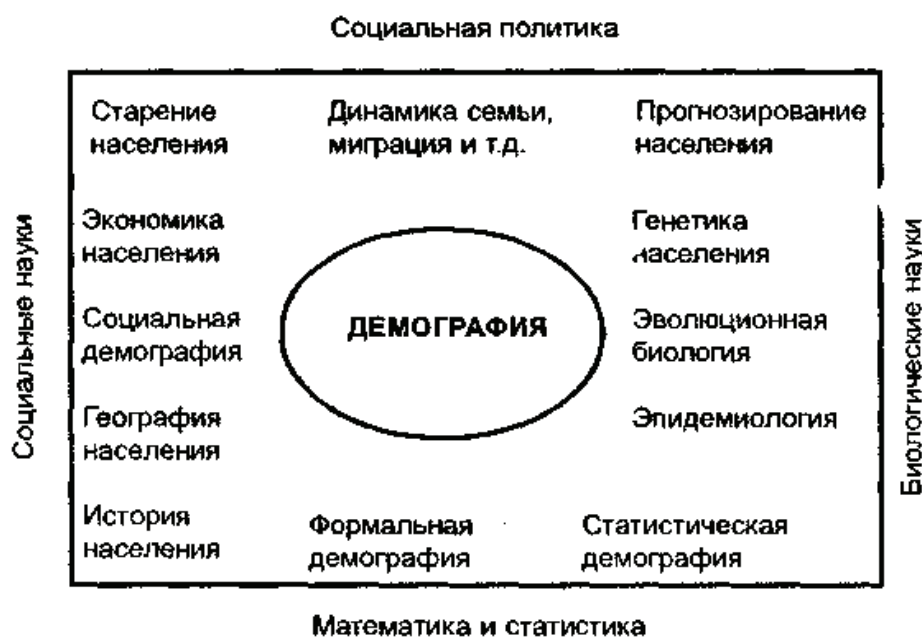 Социальная политика
Старение
населения
Динамика семьи,
миграция и т.д.
Прогнозирование
населения
Социальные науки
Экономика
населения
Генетика
населения
Биологические науки
Социальная
демография
ДЕМОГРАФИЯ
Эволюционная
биология
География
населения
Эпидемиология
История
населения
Формальная
демография
Статистическая
демография
Математика и статистика